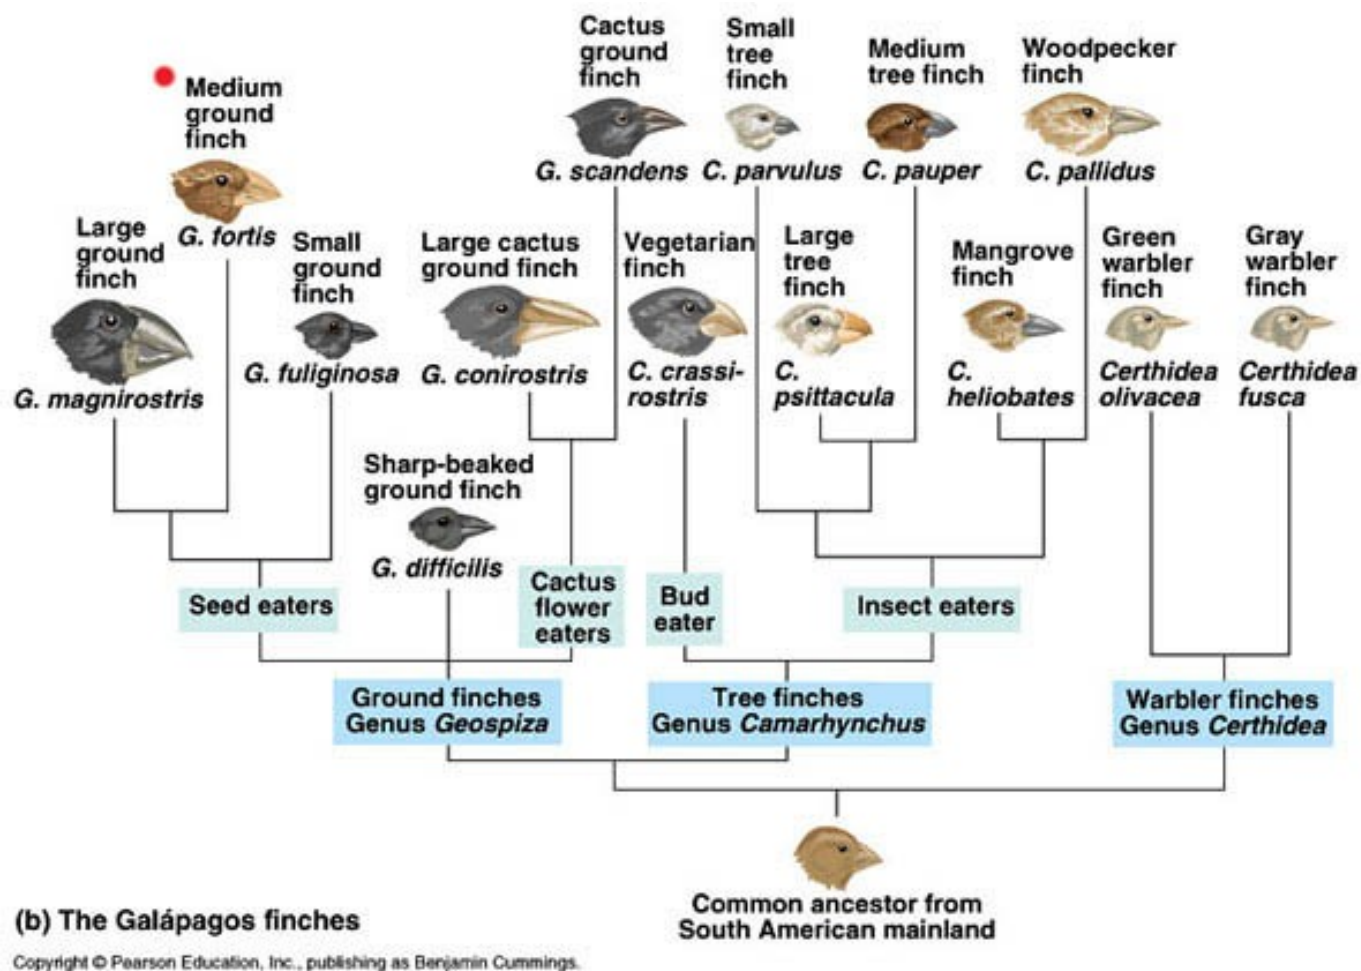 Cactus
ground
finch
G. scandens
Small
tree
finch
C. parvulus
Medium
tree finch
C. pauper
Woodpecker
finch
C. pallidus
Medium
ground
finch
G. fortis
Large
ground
finch
G. magnirostris
Small
ground
finch
G. fuliginosa
Large cactus
ground finch
G. conirostris
Vegetarian
finch
C. crassi-
rostris
Large
tree
finch
C.
psittacula
Mangrove
finch
C.
heliobates
Green
warbler
finch
Certhidea
olivacea
Gray
warbler
finch
Certhidea
fusca
Sharp-beaked
ground finch
G. difficilis
Seed eaters
Cactus
flower
eaters
Bud
eater
Insect eaters
Ground finches
Genus Geospiza
Tree finches
Genus Camarhynchus
Warbler finches
Genus Certhidea
Common ancestor from
South American mainland
(b) The Galápagos finches
Copyright © Pearson Education, Inc., publishing as Benjamin Cummings.